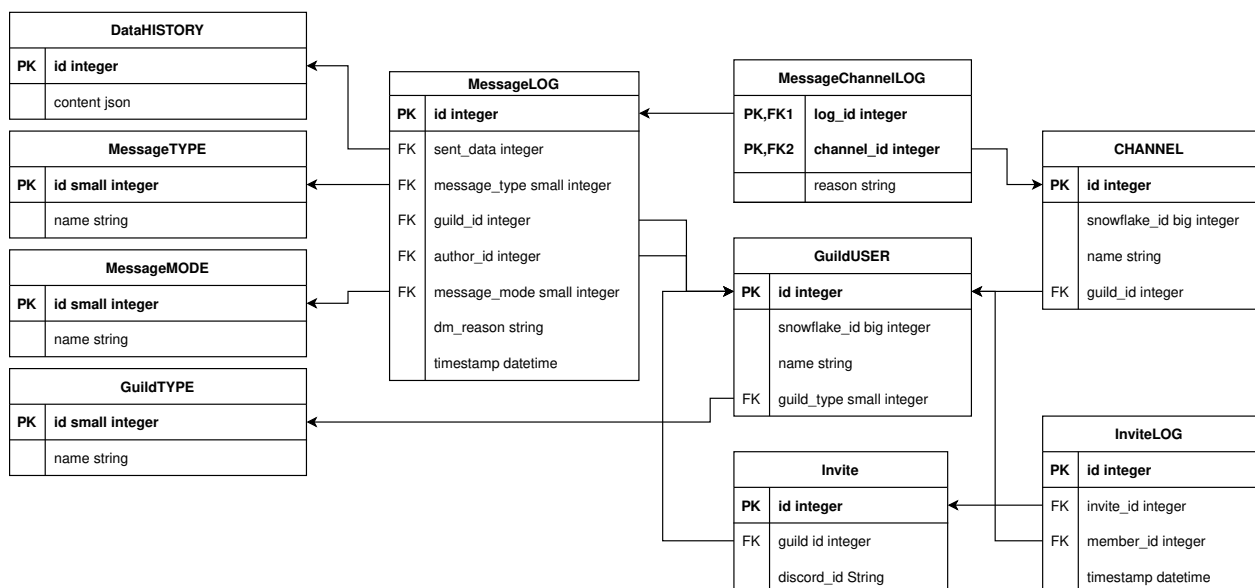 DataHISTORY
PK id integer
content json
MessageTYPE
PK id small integer
name string
MessageMODE
PK id small integer
name string
GuildTYPE
PK id small integer
name string
MessageLOG
PK id integer
FK sent_data integer
FK message_type small integer
FK guild_id integer
FK author_id integer
FK message_mode small integer
dm_reason string
timestamp datetime
MessageChannelLOG
PK,FK1 log_id integer
PK,FK2 channel_id integer
reason string
GuildUSER
PK id integer
snowflake_id big integer
name string
FK guild_type small integer
Invite
PK id integer
FK guild id integer
discord_id String
CHANNEL
PK id integer
snowflake_id big integer
name string
FK guild_id integer
InviteLOG
PK id integer
FK invite_id integer
FK member_id integer
timestamp datetime